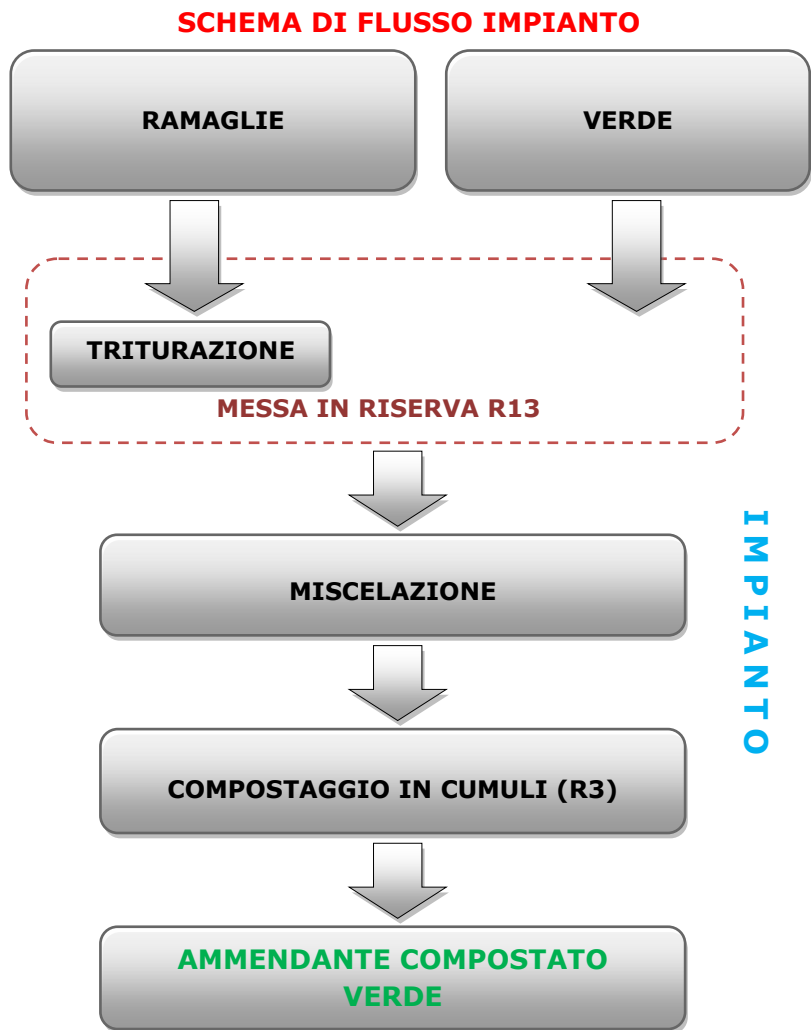 SCHEMA DI FLUSSO IMPIANTO
RAMAGLIE
VERDE
TRITURAZIONE
MESSA IN RISERVA R13
IMPIANTO
MISCELAZIONE
COMPOSTAGGIO IN CUMULI (R3)
AMMENDANTE COMPOSTATO
VERDE